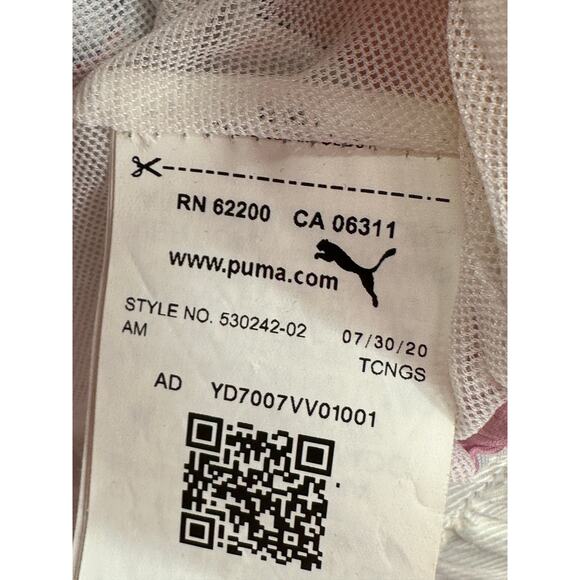 RN 62200 CA 06311
www.puma.com
STYLE NO. 530242-02 07/30/20
AM TCNGS
AD YD7007VV01001